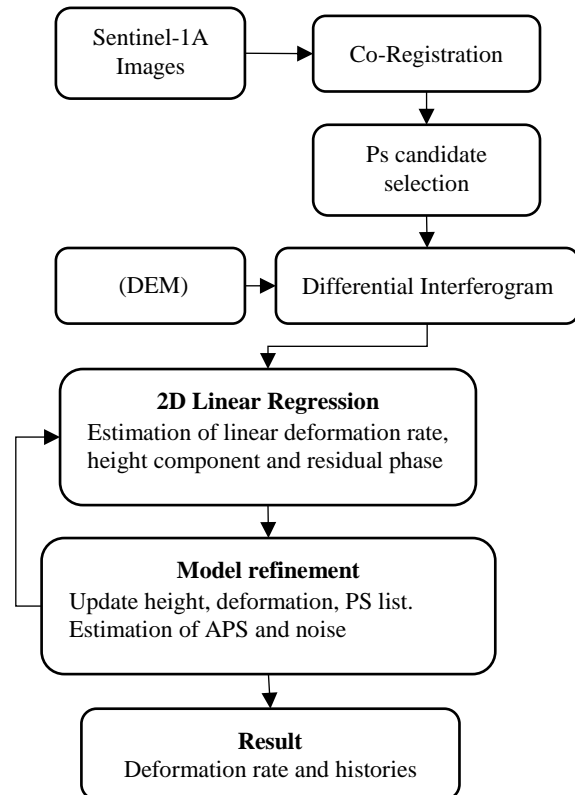 Sentinel-1A
Images
Co-Registration
Ps candidate
selection
(DEM)
Differential Interferogram
2D Linear Regression
Estimation of linear deformation rate,
height component and residual phase
Model refinement
Update height, deformation, PS list.
Estimation of APS and noise
Result
Deformation rate and histories